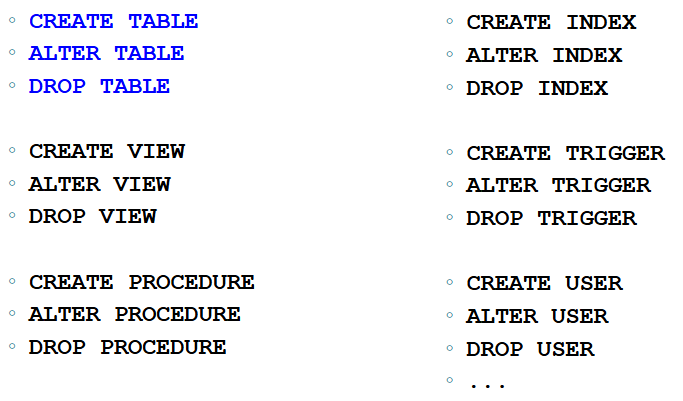 ◦ CREATE TABLE
◦ ALTER TABLE
◦ DROP TABLE
◦ CREATE VIEW
◦ ALTER VIEW
◦ DROP VIEW
◦ CREATE PROCEDURE
◦ ALTER PROCEDURE
◦ DROP PROCEDURE
◦ CREATE INDEX
◦ ALTER INDEX
◦ DROP INDEX
◦ CREATE TRIGGER
◦ ALTER TRIGGER
◦ DROP TRIGGER
◦ CREATE USER
◦ ALTER USER
◦ DROP USER
◦ ...